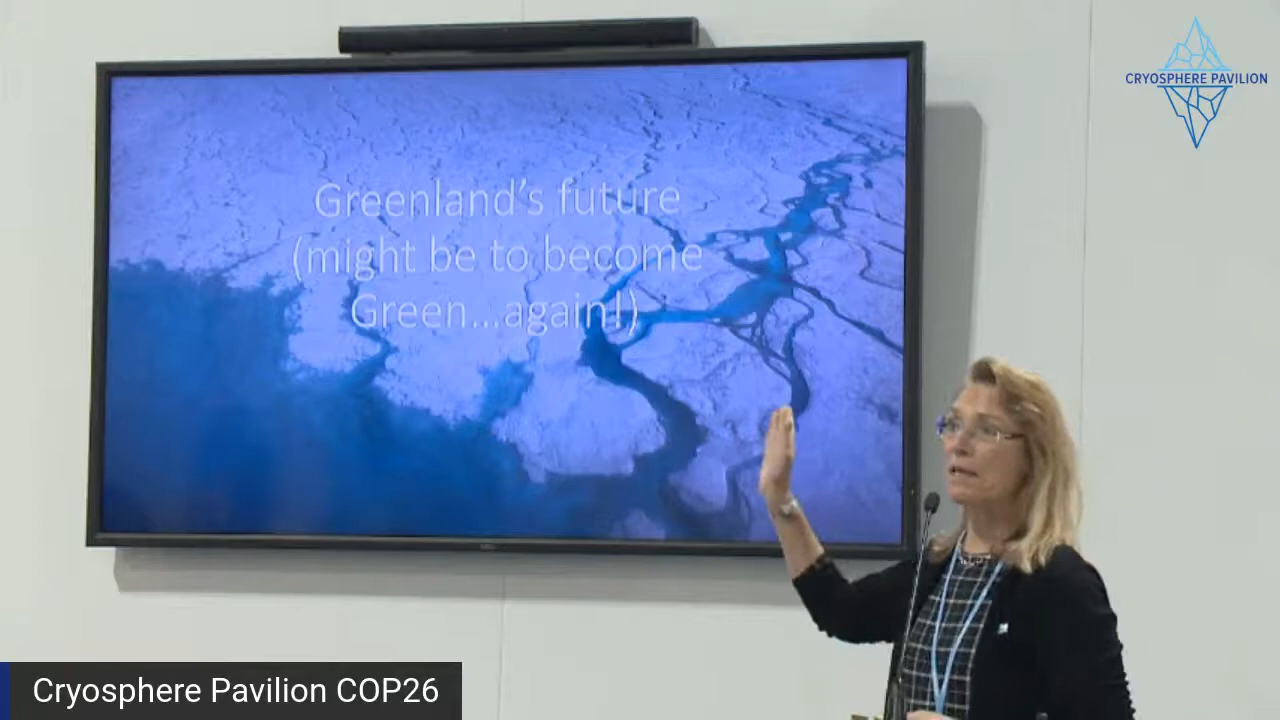 CRYOSPHERE PAVILION
Greenland's future
(might be to become
Green...again!)
Cryosphere Pavilion COP26